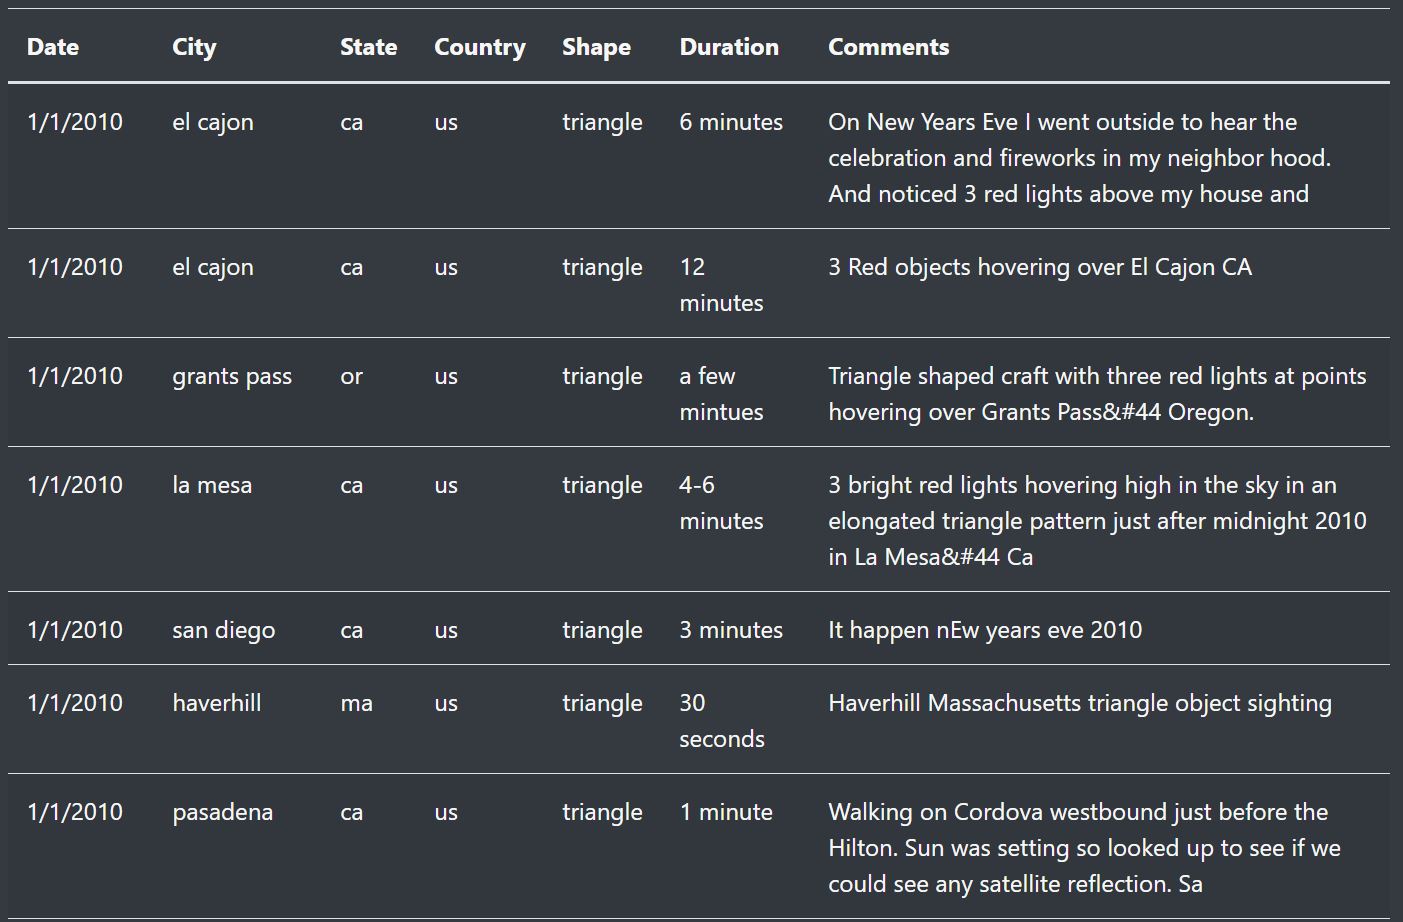 Date City State Country Shape Duration Comments
1/1/2010 el cajon ca us triangle 6 minutes On New Years Eve I went outside to hear the
celebration and fireworks in my neighbor hood.
And noticed 3 red lights above my house and
1/1/2010 el cajon ca us triangle 12 3 Red objects hovering over El Cajon CA
minutes
1/1/2010 grants pass or us triangle a few Triangle shaped craft with three red lights at points
mintues hovering over Grants Pass&#44 Oregon.
1/1/2010 la mesa ca us triangle 4-6 3 bright red lights hovering high in the sky in an
minutes elongated triangle pattern just after midnight 2010
in La Mesa&#44 Ca
1/1/2010 san diego ca us triangle 3 minutes It happen nEw years eve 2010
1/1/2010 haverhill ma us triangle 30 Haverhill Massachusetts triangle object sighting
seconds
1/1/2010 pasadena ca us triangle 1 minute Walking on Cordova westbound just before the
Hilton. Sun was setting so looked up to see if we
could see any satellite reflection. Sa